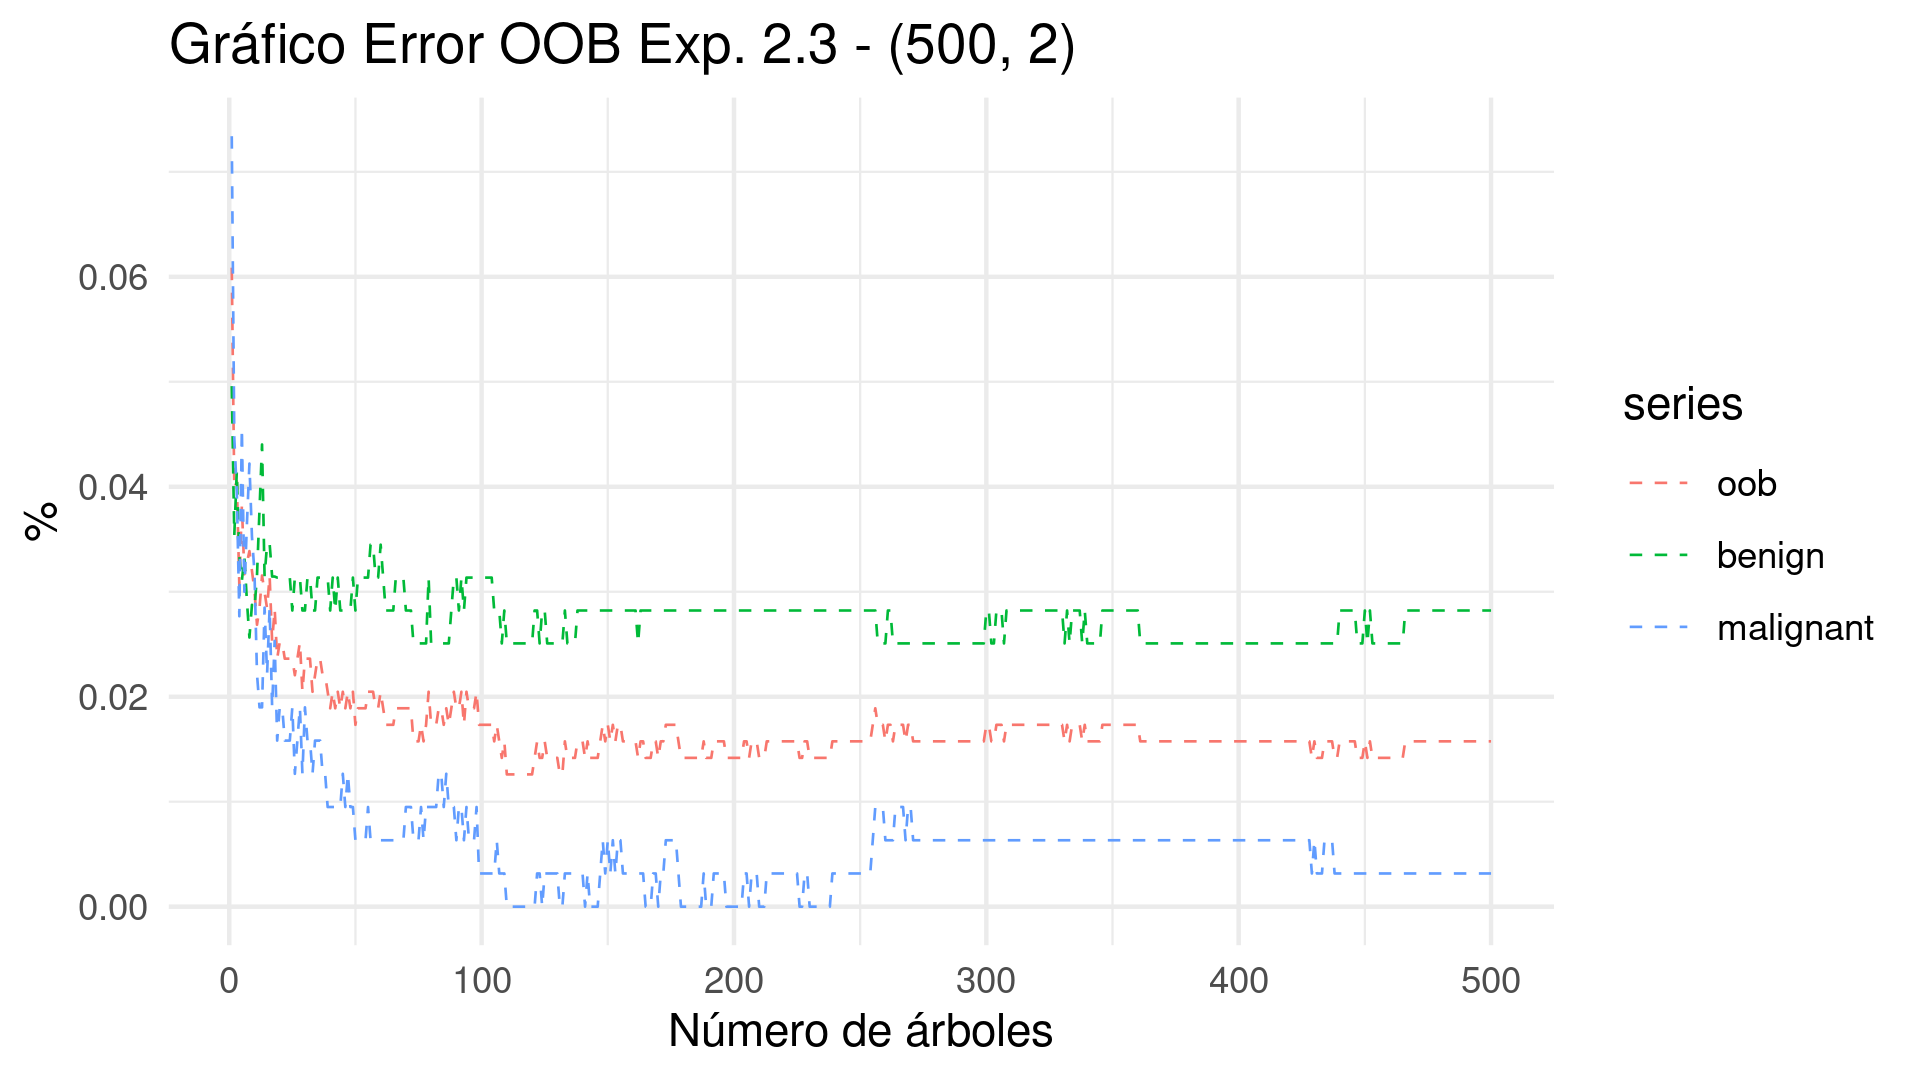 Gráfico Error OOB Exp. 2.3 - (500, 2)
0.06
0.04
0.02
0.00
%
0 100 200 300 400 500
Número de árboles
series
oob
benign
malignant